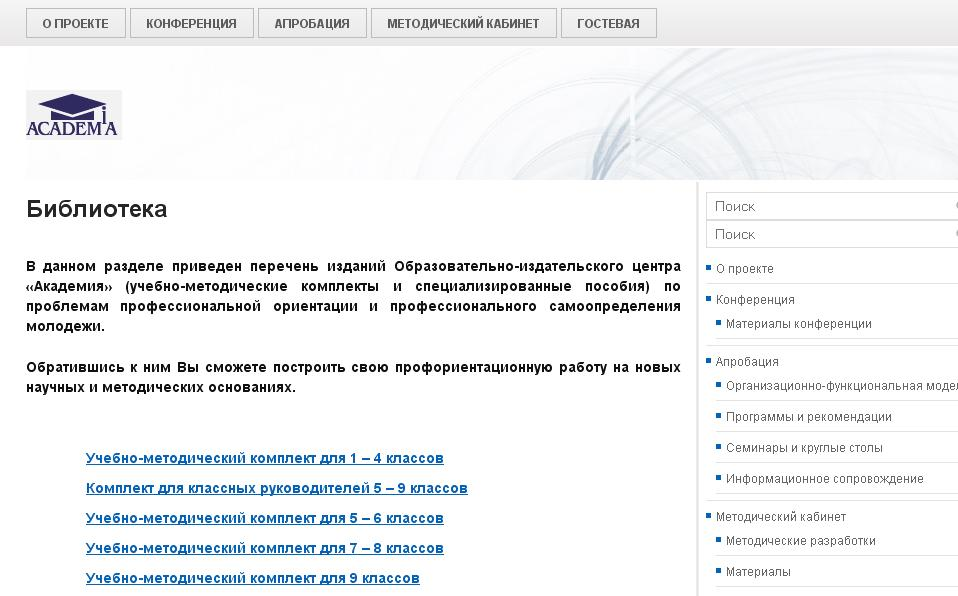 О ПРОЕКТЕ КОНФЕРЕНЦИЯ АПРОБАЦИЯ МЕТОДИЧЕСКИЙ КАБИНЕТ ГОСТЕВАЯ
ACADEMiA
Библиотека
В данном разделе приведен перечень изданий Образовательно-издательского центра
«Академия» (учебно-методические комплекты и специализированные пособия) по
проблемам профессиональной ориентации и профессионального самоопределения
молодежи.
Обратившись к ним Вы сможете построить свою профориентационную работу на новых
научных и методических основаниях.
Учебно-методический комплект для 1 – 4 классов
Комплект для классных руководителей 5 – 9 классов
Учебно-методический комплект для 5 – 6 классов
Учебно-методический комплект для 7 – 8 классов
Учебно-методический комплект для 9 классов
Поиск
Поиск
О проекте
Конференция
Материалы конференции
Апробация
Организационно-функциональная
Программы и рекомендации
Семинары и круглые столы
Информационное сопровождение
Методический кабинет
Методические разработки
Материалы